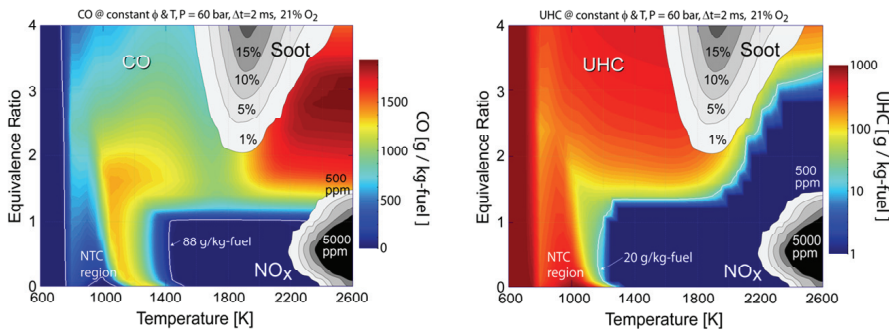 CO @ constant ϕ & T, P = 60 bar, Δt=2 ms, 21% O₂
4
3
2
1
0
Equivalence Ratio
CO
Soot
15%
10%
5%
1%
500
ppm
5000
ppm
88 y/ky-fuel
NTC
region
NOx
600
1000
1400
1800
2200
2600
Temperature [K]
1500
1000
500
0
CO [g / kg-fuel ]
UHC @ constant ϕ & T, P = 60 bar, Δt=2 ms, 21% O₂
4
3
2
1
0
Equivalence Ratio
UHC
Soot
15%
10%
5%
1%
500
ppm
5000
ppm
20 g/kg-fuel
NTC
region
NOx
600
1000
1400
1800
2200
2600
Temperature [K]
1000
100
10
1
UHC [ g / kg-fuel ]